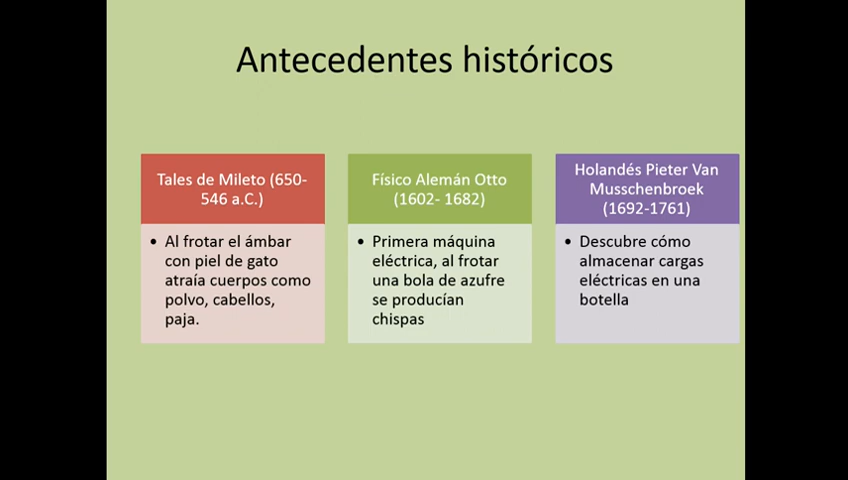 Antecedentes históricos
Tales de Mileto (650-
546 a.C.)
• Al frotar el ámbar
con piel de gato
atraía cuerpos como
polvo, cabellos,
paja.
Físico Alemán Otto
(1602- 1682)
• Primera máquina
eléctrica, al frotar
una bola de azufre
se producían
chispas
Holandés Pieter Van
Musschenbroek
(1692-1761)
• Descubre cómo
almacenar cargas
eléctricas en una
botella